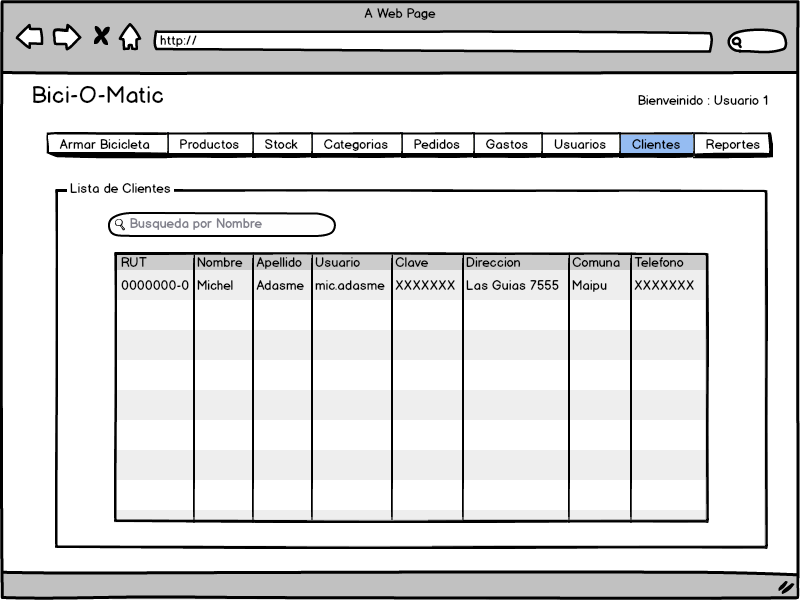 A Web Page
http://
Bici-O-Matic
Bienveinido : Usuario 1
Armar Bicicleta Productos Stock Categorias Pedidos Gastos Usuarios Clientes Reportes
Lista de Clientes
Busqueda por Nombre
RUT Nombre Apellido Usuario Clave Direccion Comuna Telefono
0000000-0 Michel Adasme mic.adasme XXXXXXX Las Guias 7555 Maipu XXXXXXX